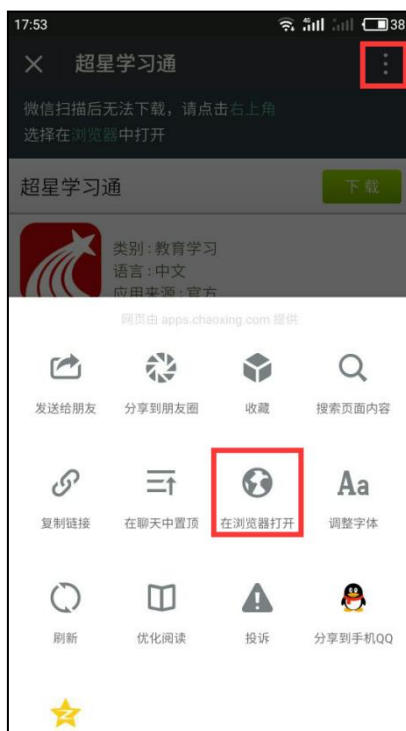 17:53
38
超星学习通
微信扫描后无法下载，请点击右上角
选择在浏览器中打开
超星学习通
下载
类别:教育学习
语言:中文
应用来源:官方
网页由 apps.chaoxing.com 提供
发送给朋友 分享到朋友圈 收藏 搜索页面内容
复制链接 在聊天中置顶 在浏览器打开 Aa 调整字体
刷新 优化阅读 投诉 分享到手机QQ